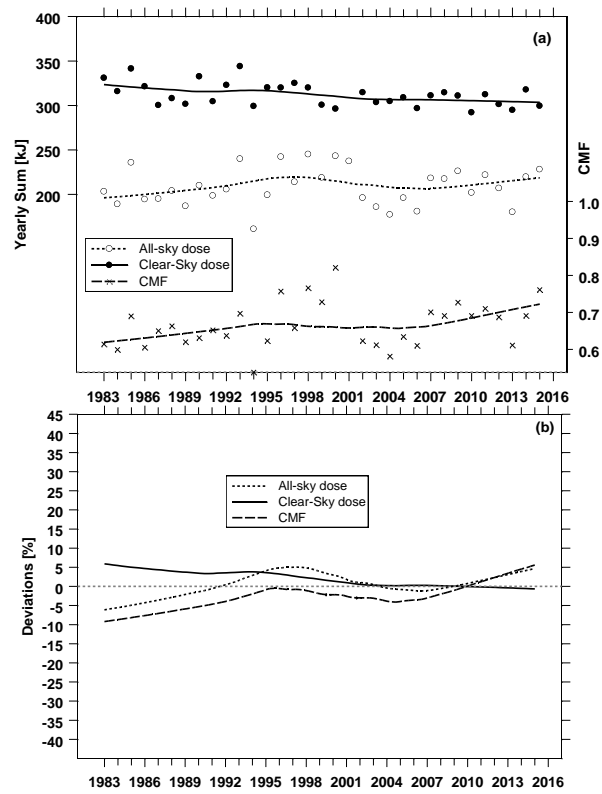 (a)
400
350
300
250
200
Yearly Sum [kJ]
CMF
1.0
0.9
0.8
0.7
0.6
All-sky dose
Clear-Sky dose
CMF
1983 1986 1989 1992 1995 1998 2001 2004 2007 2010 2013 2016
(b)
45
40
35
30
25
20
15
10
5
0
-5
-10
-15
-20
-25
-30
-35
-40
Deviations [%]
All-sky dose
Clear-Sky dose
CMF
1983 1986 1989 1992 1995 1998 2001 2004 2007 2010 2013 2016